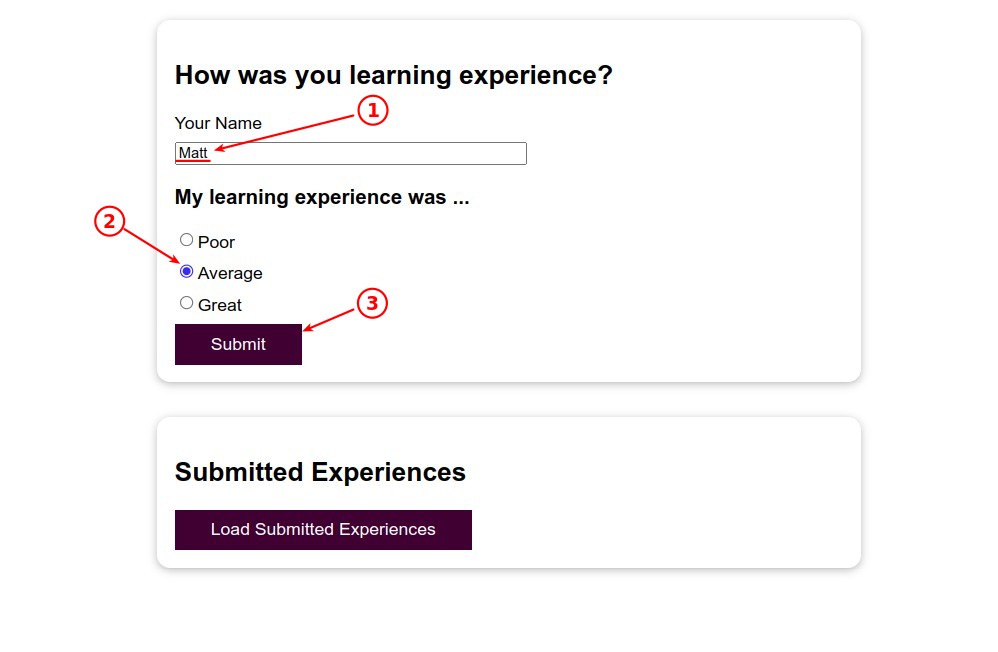 How was you learning experience?
1
Your Name
Matt
My learning experience was ...
2
Poor
Average
Great
3
Submit
Submitted Experiences
Load Submitted Experiences